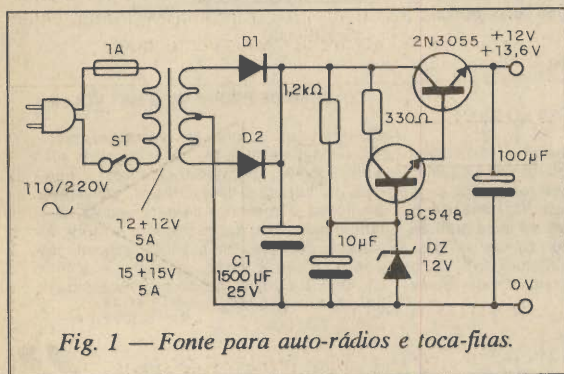 1A
S1
110/220V
12+12V
5A
ou
15+15V
5A
D1
D2
1,2kΩ
330Ω
2N3055
+12V
+13,6V
BC548
100µF
C1
1500µF
25V
10µF
DZ
12V
0V
Fig. 1 — Fonte para auto-rádios e toca-fitas.